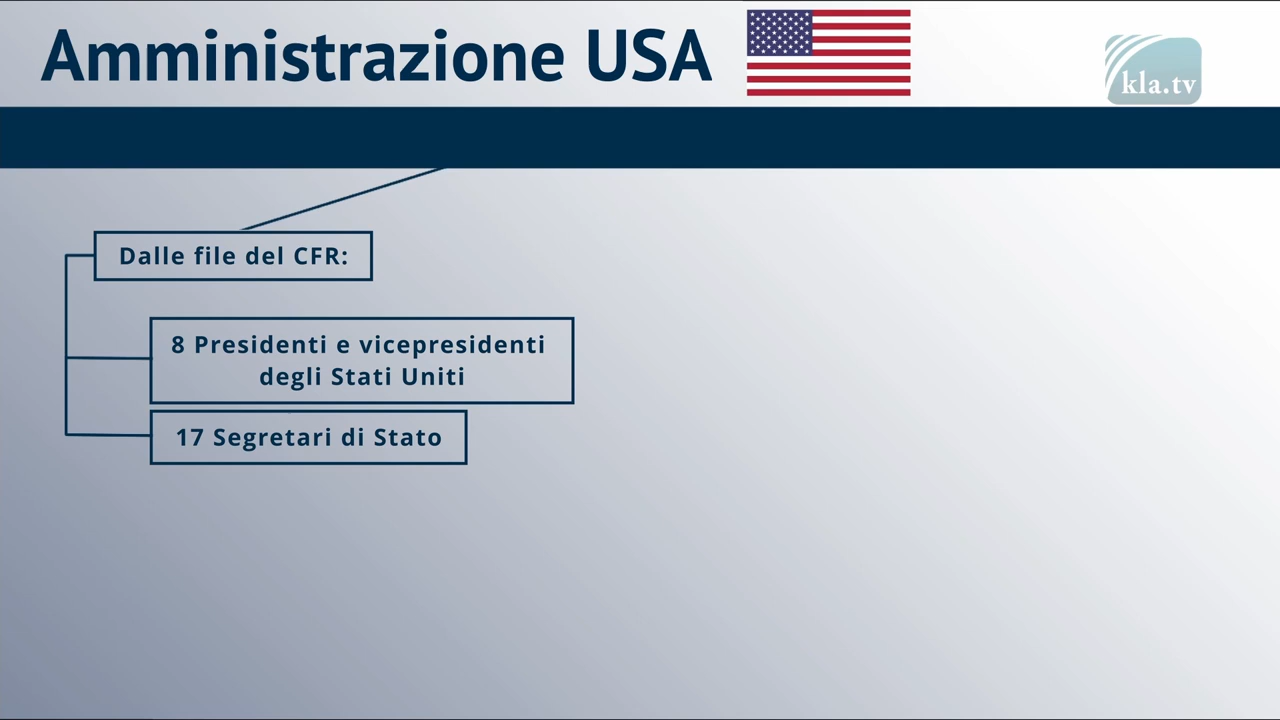 Amministrazione USA
kla.tv
Dalle file del CFR:
8 Presidenti e vicepresidenti
degli Stati Uniti
17 Segretari di Stato